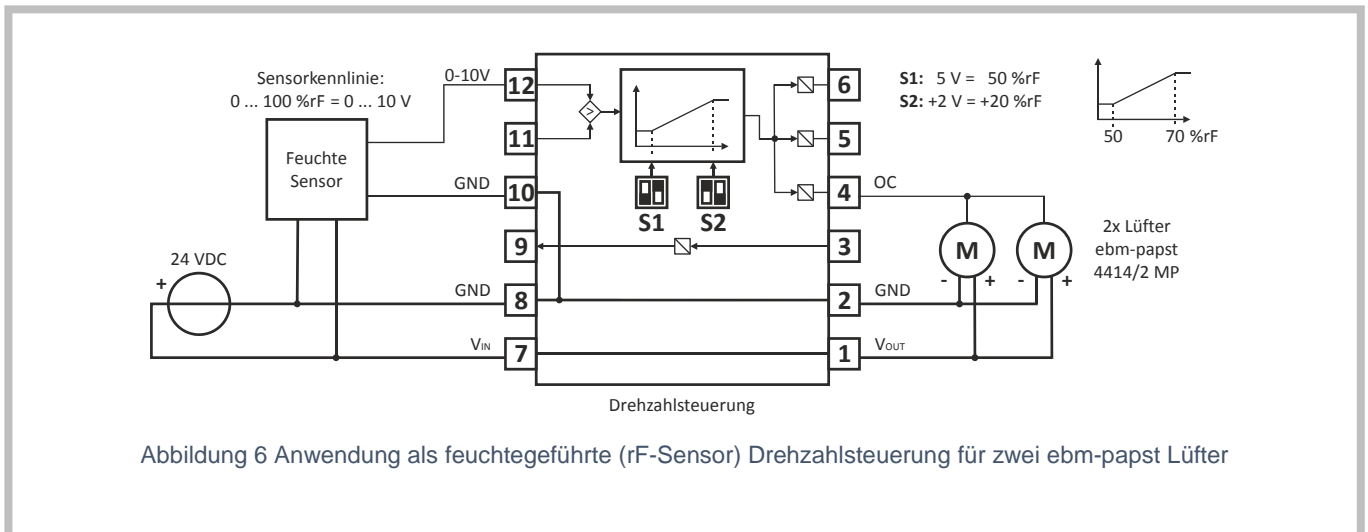 Sensorkennlinie:
0 ... 100 %rF = 0 ... 10 V
0-10V
12
11
Feuchte
Sensor
GND
10
9
24 VDC
+
GND
8
VIN
7
>
S1
S2
6
5
4
OC
3
2
GND
1
VOUT
M
M
- + - +
2x Lüfter
ebm-papst
4414/2 MP
S1: 5 V = 50 %rF
S2: +2 V = +20 %rF
50 70 %rF
Drehzahlsteuerung
Abbildung 6 Anwendung als feuchtegeführte (rF-Sensor) Drehzahlsteuerung für zwei ebm-papst Lüfter